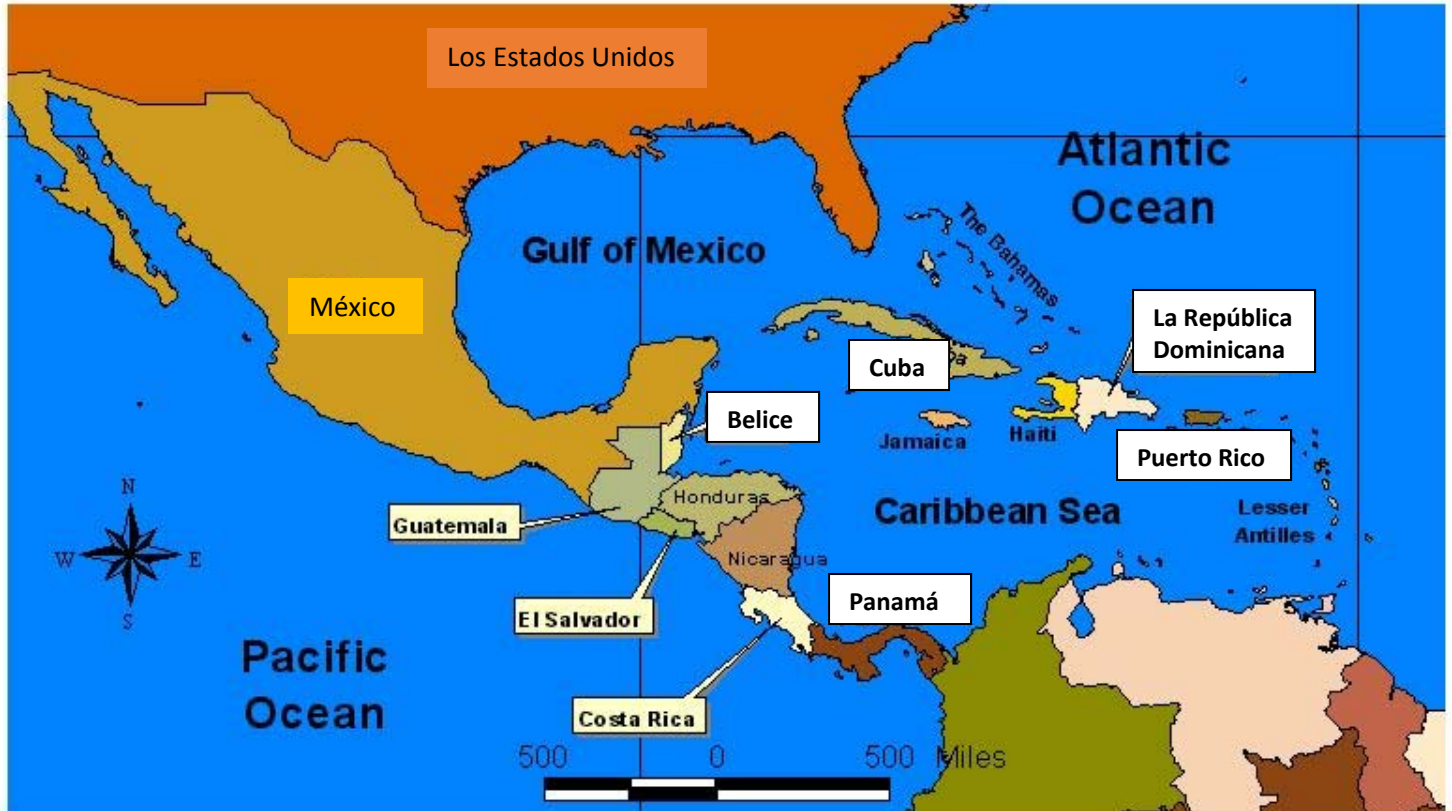 Los Estados Unidos
Atlantic
Ocean
Gulf of Mexico
The Bahamas
México
La República
Dominicana
Cuba
Belice
Jamaica
Haiti
Puerto Rico
N
W
E
S
Honduras
Guatemala
Caribbean Sea
Lesser
Antilles
Nicaragua
El Salvador
Panamá
Pacific
Ocean
Costa Rica
500 0 500 Miles